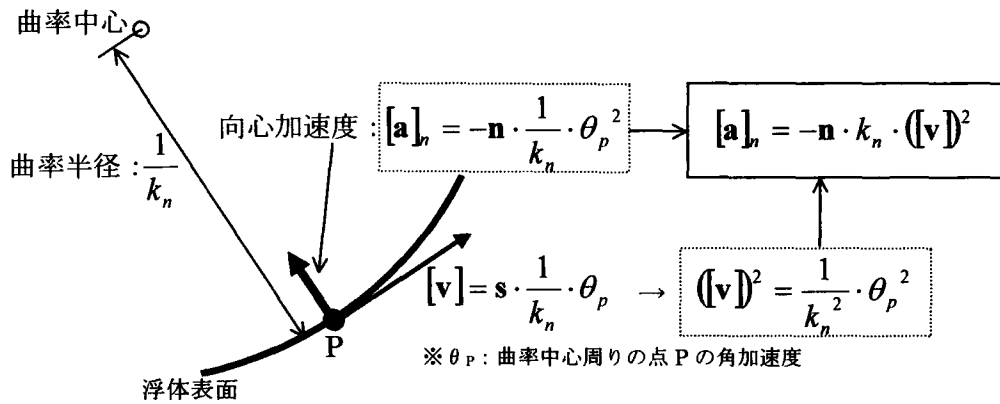 曲率中心
向心加速度:[a]ₙ = −n · 1/kₙ · θₚ²
[a]ₙ = −n · kₙ · ([v])²
曲率半径:1/kₙ
[v] = s · 1/kₙ · θₚ → ([v])² = 1/kₙ² · θₚ²
P
※θP:曲率中心周りの点Pの角加速度
浮体表面